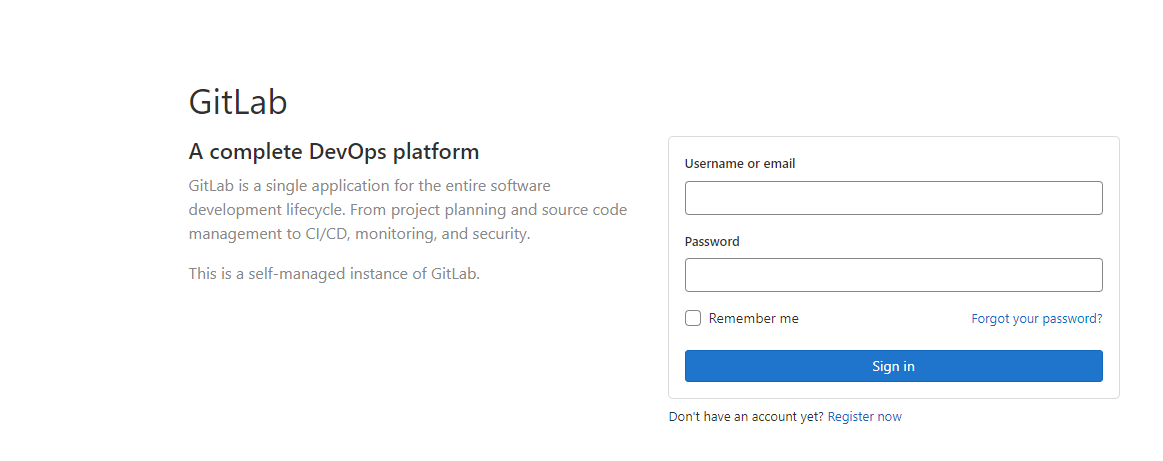 GitLab
A complete DevOps platform
GitLab is a single application for the entire software
development lifecycle. From project planning and source code
management to CI/CD, monitoring, and security.
This is a self-managed instance of GitLab.
Username or email
Password
Remember me
Forgot your password?
Sign in
Don't have an account yet? Register now